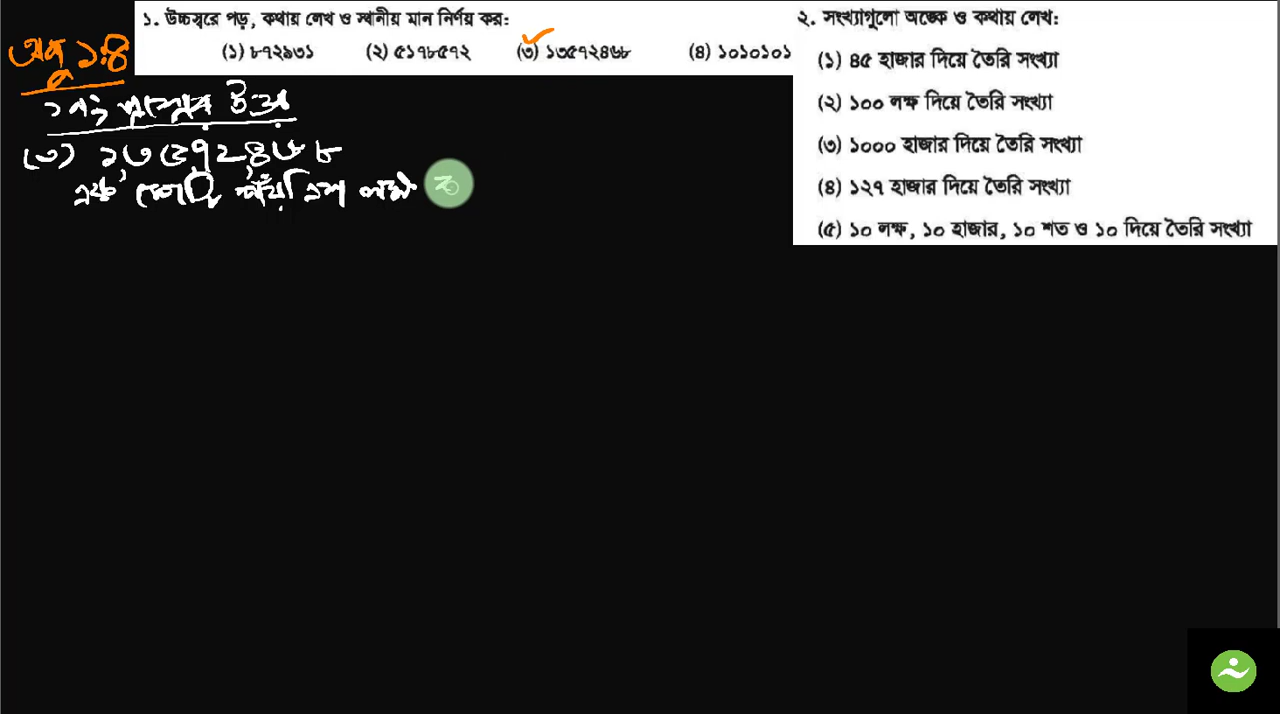 ১. উচ্চস্বরে পড়, কথায় লেখ ও স্থানীয় মান নির্ণয় কর:
(১) ৮৭২৯৩১ (২) ৫১৭৮৫৭২ (৩) ১৩৫৭২৪৬৮ (৪) ১০১০১০১
২. সংখ্যাগুলো অঙ্কে ও কথায় লেখ:
(১) ৪৫ হাজার দিয়ে তৈরি সংখ্যা
(২) ১০০ লক্ষ দিয়ে তৈরি সংখ্যা
(৩) ১০০০ হাজার দিয়ে তৈরি সংখ্যা
(৪) ১২৭ হাজার দিয়ে তৈরি সংখ্যা
(৫) ১০ লক্ষ, ১০ হাজার, ১০ শত ও ১০ দিয়ে তৈরি সংখ্যা
অনু ১.৪
১ নং প্রশ্নের উত্তর
(৩) ১৩৫৭২৪৬৮
এক কোটি পঁয়ত্রিশ লক্ষ